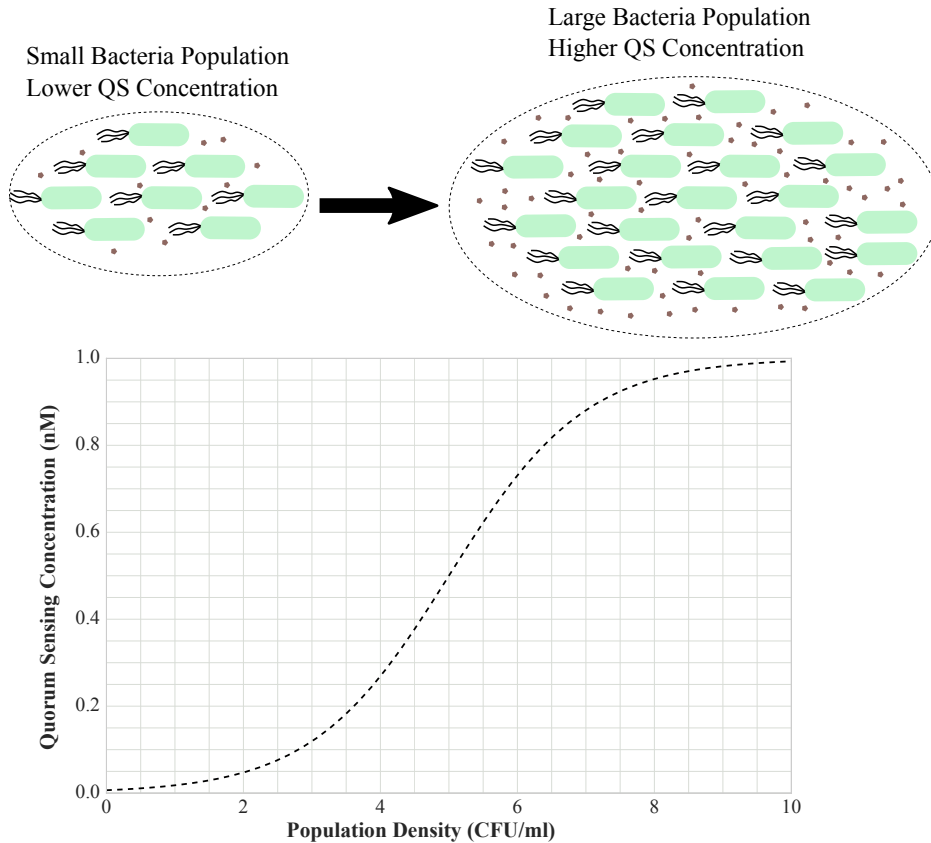 Small Bacteria Population
Lower QS Concentration
Large Bacteria Population
Higher QS Concentration
1.0
0.8
0.6
0.4
0.2
0.0
Quorum Sensing Concentration (nM)
0 2 4 6 8 10
Population Density (CFU/ml)